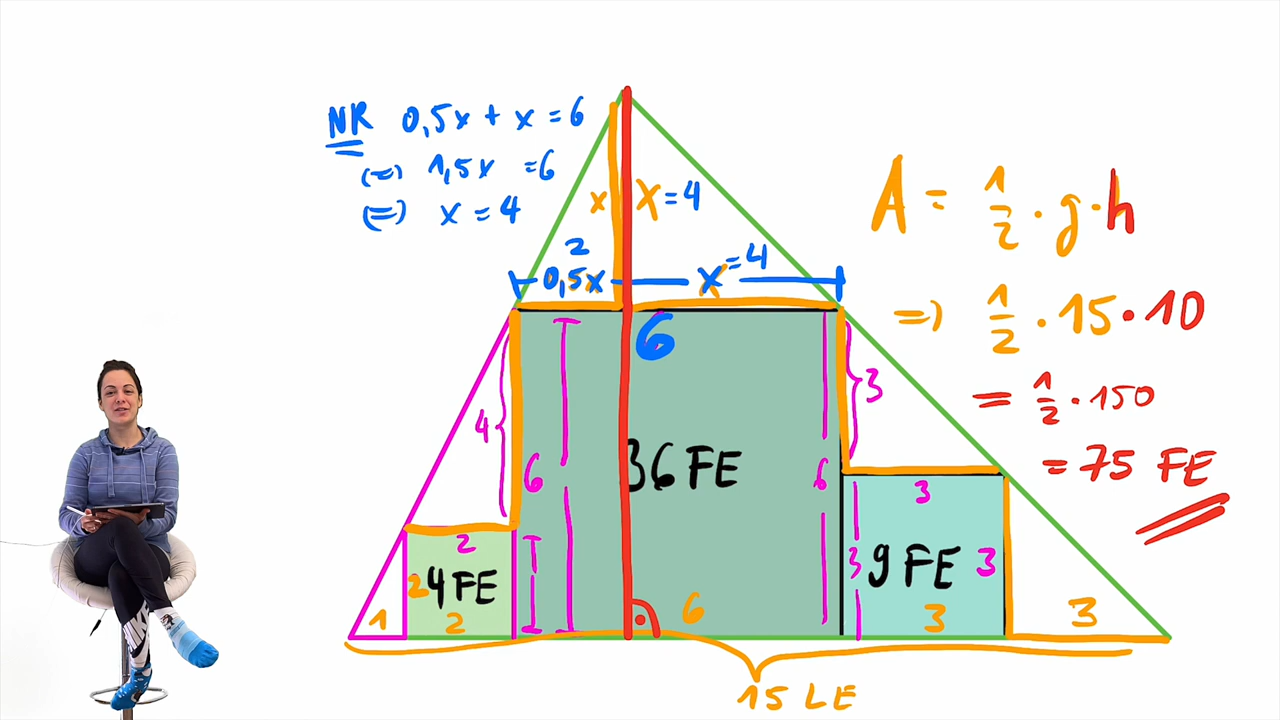 NR 0,5x + x = 6
(=) 1,5x = 6
(=) x = 4
x
X=4
2
0,5x
x=4
6
A = 1/2 · g · h
=) 1/2 · 15 · 10
= 1/2 · 150
= 75 FE
4
6
36 FE
6
3
2
2 4 FE
1
2
6
3
3 9 FE 3
3
3
15 LE